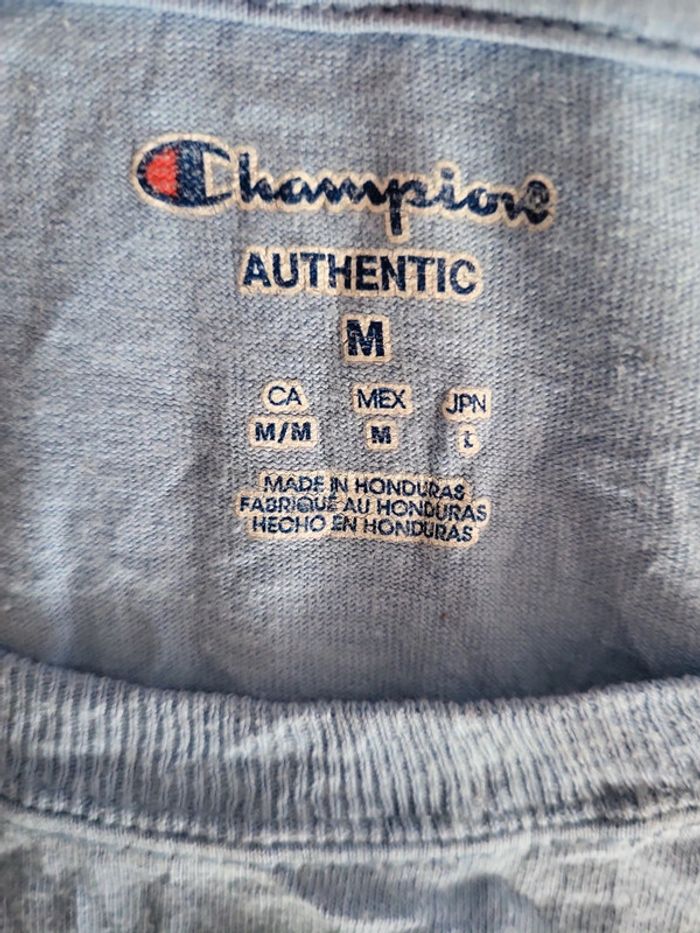 Champion®
AUTHENTIC
M
CA MEX JPN
M/M M L
MADE IN HONDURAS
FABRIQUÉ AU HONDURAS
HECHO EN HONDURAS